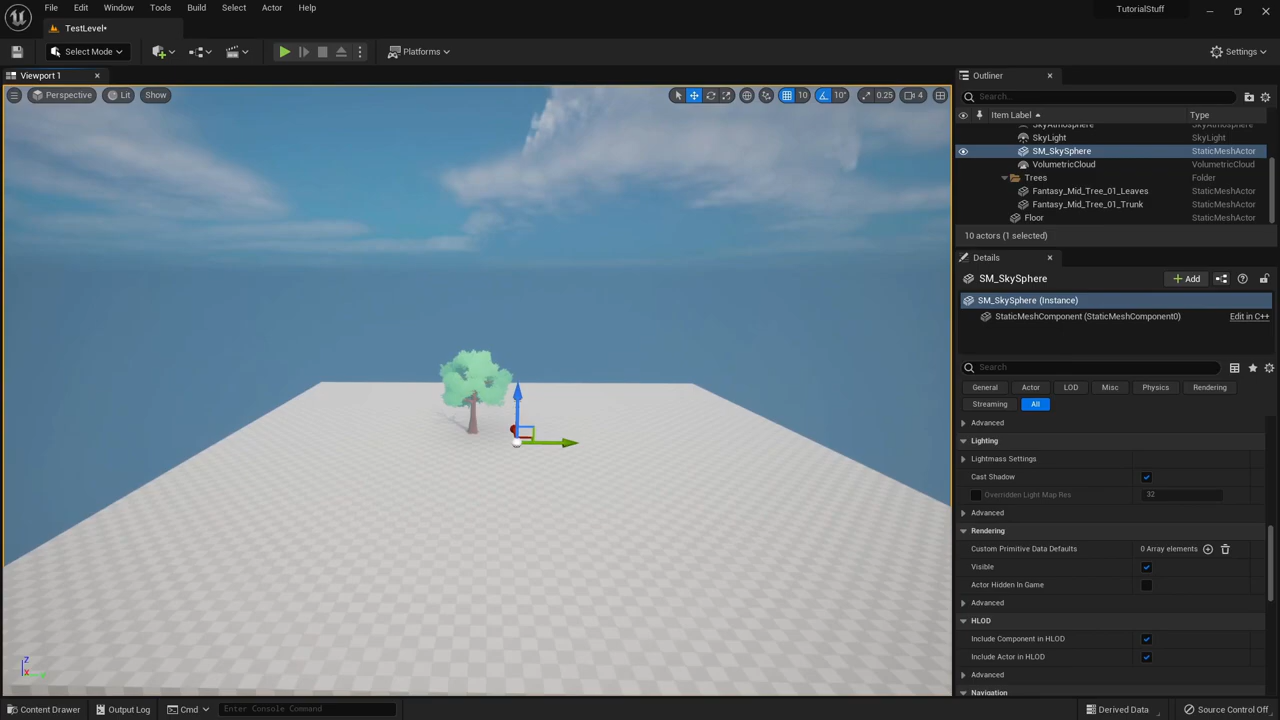 File Edit Window Tools Build Select Actor Help
TutorialStuff
TestLevel•
Select Mode
Platforms
Settings
Viewport 1
Perspective Lit Show
10 10° 0.25 4
Outliner
Search...
Item Label Type
SkyAtmosphere SkyAtmosphere
SkyLight SkyLight
SM_SkySphere StaticMeshActor
VolumetricCloud VolumetricCloud
Trees Folder
Fantasy_Mid_Tree_01_Leaves StaticMeshActor
Fantasy_Mid_Tree_01_Trunk StaticMeshActor
Floor StaticMeshActor
10 actors (1 selected)
Details
SM_SkySphere
+ Add
SM_SkySphere (Instance)
StaticMeshComponent (StaticMeshComponent0) Edit in C++
Search
General Actor LOD Misc Physics Rendering
Streaming All
Advanced
Lighting
Lightmass Settings
Cast Shadow
Overridden Light Map Res 32
Advanced
Rendering
Custom Primitive Data Defaults 0 Array elements
Visible
Actor Hidden In Game
Advanced
HLOD
Include Component in HLOD
Include Actor in HLOD
Advanced
Navigation
Z
X
Content Drawer Output Log Cmd Enter Console Command
Derived Data Source Control Off